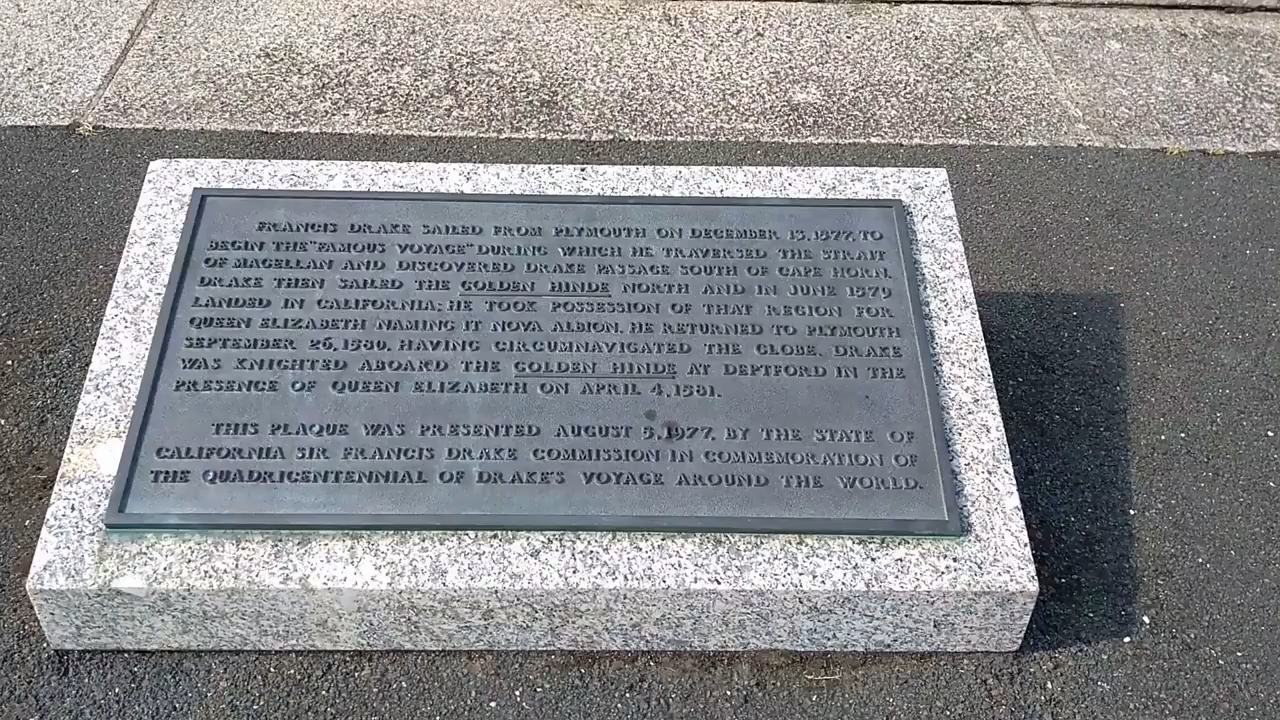 FRANCIS DRAKE SAILED FROM PLYMOUTH ON DECEMBER 13, 1577, TO
BEGIN THE "FAMOUS VOYAGE" DURING WHICH HE TRAVERSED THE STRAIT
OF MAGELLAN AND DISCOVERED DRAKE PASSAGE SOUTH OF CAPE HORN.
DRAKE THEN SAILED THE GOLDEN HINDE NORTH AND IN JUNE 1579
LANDED IN CALIFORNIA; HE TOOK POSSESSION OF THAT REGION FOR
QUEEN ELIZABETH NAMING IT NOVA ALBION. HE RETURNED TO PLYMOUTH
SEPTEMBER 26, 1580, HAVING CIRCUMNAVIGATED THE GLOBE. DRAKE
WAS KNIGHTED ABOARD THE GOLDEN HINDE AT DEPTFORD IN THE
PRESENCE OF QUEEN ELIZABETH ON APRIL 4, 1581.
THIS PLAQUE WAS PRESENTED AUGUST 5, 1977, BY THE STATE OF
CALIFORNIA SIR FRANCIS DRAKE COMMISSION IN COMMEMORATION OF
THE QUADRICENTENNIAL OF DRAKE'S VOYAGE AROUND THE WORLD.